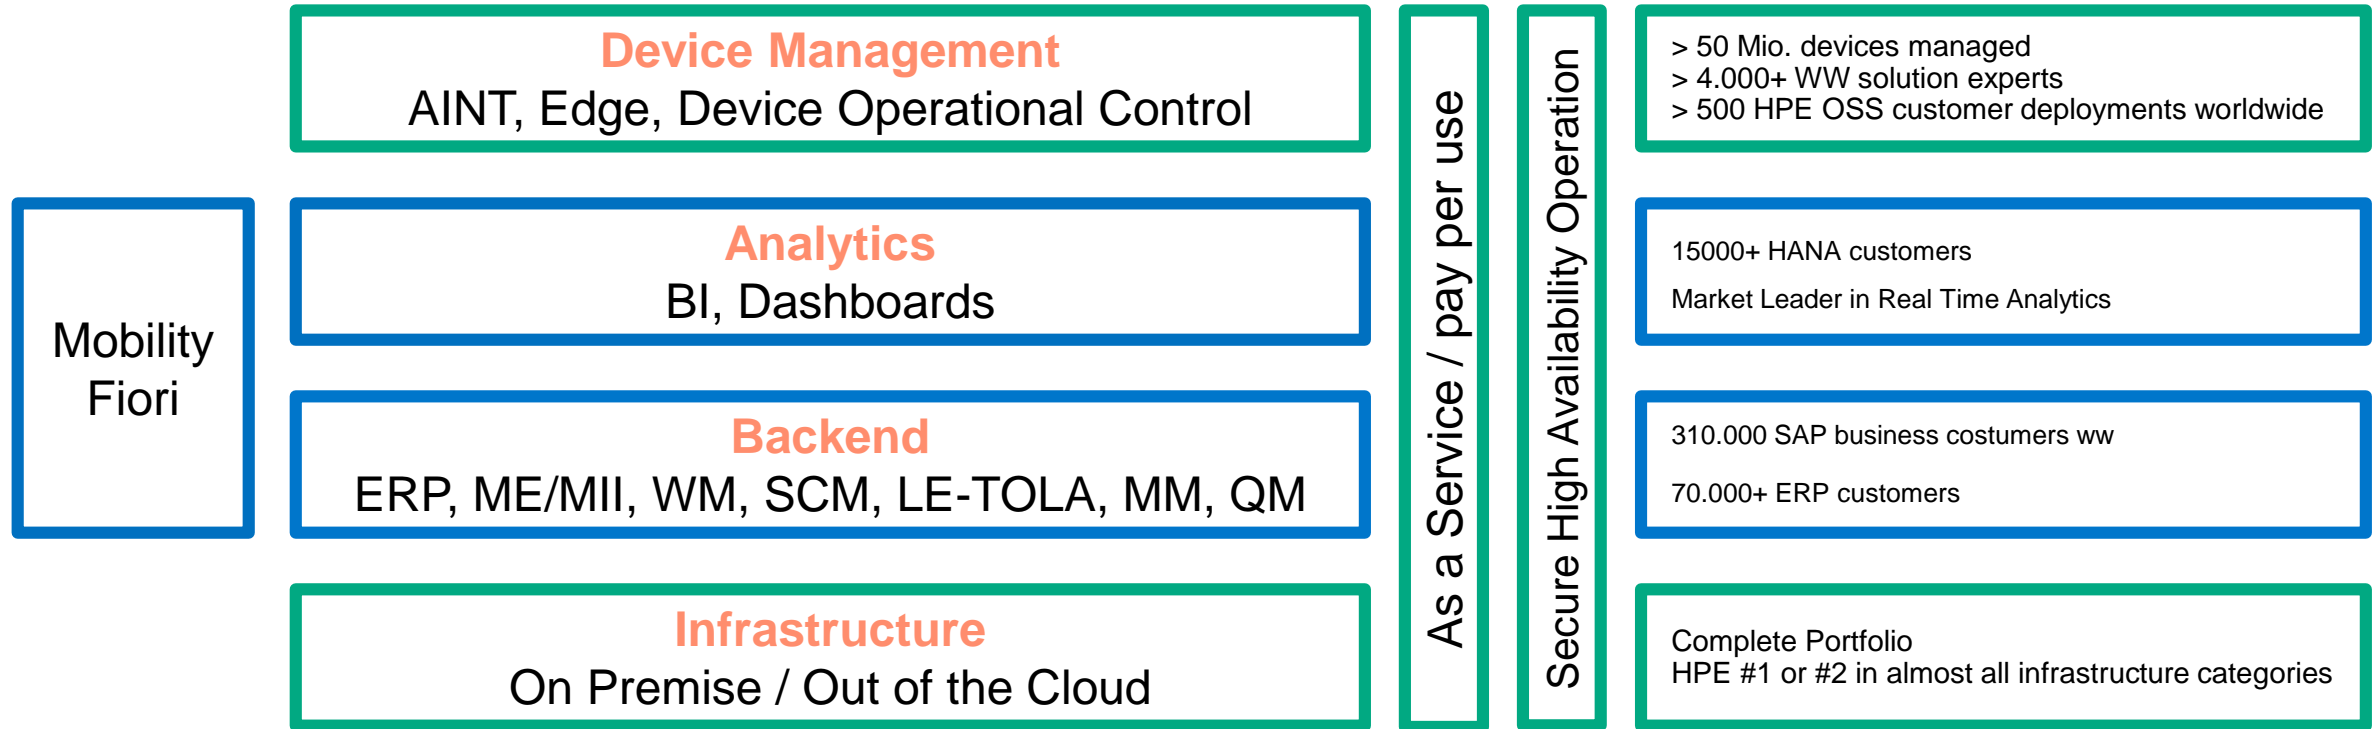 Device Management
AINT, Edge, Device Operational Control
> 50 Mio. devices managed
> 4.000+ WW solution experts
> 500 HPE OSS customer deployments worldwide
Mobility
Fiori
Analytics
BI, Dashboards
15000+ HANA customers
Market Leader in Real Time Analytics
Backend
ERP, ME/MII, WM, SCM, LE-TOLA, MM, QM
310.000 SAP business costumers ww
70.000+ ERP customers
Infrastructure
On Premise / Out of the Cloud
Complete Portfolio
HPE #1 or #2 in almost all infrastructure categories
As a Service / pay per use
Secure High Availability Operation